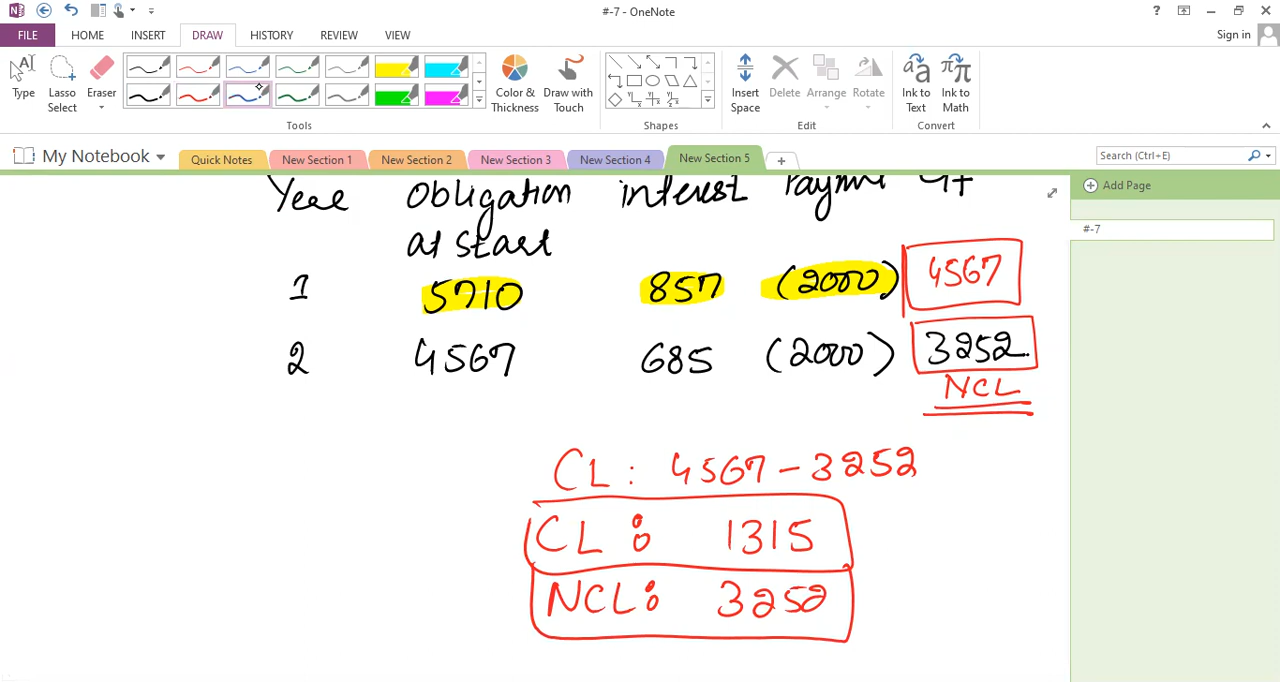 #-7 - OneNote
?
Sign in
FILE HOME INSERT DRAW HISTORY REVIEW VIEW
Type Lasso Select Eraser Color & Thickness Draw with Touch Insert Space Delete Arrange Rotate Ink to Text Ink to Math
Tools Shapes Edit Convert
My Notebook Quick Notes New Section 1 New Section 2 New Section 3 New Section 4 New Section 5 Search (Ctrl+E)
Add Page
#-7
Year Obligation at Start interest
1 5710 857 (2000) 4567
2 4567 685 (2000) 3252
NCL
CL : 4567 - 3252
CL : 1315
NCL : 3252